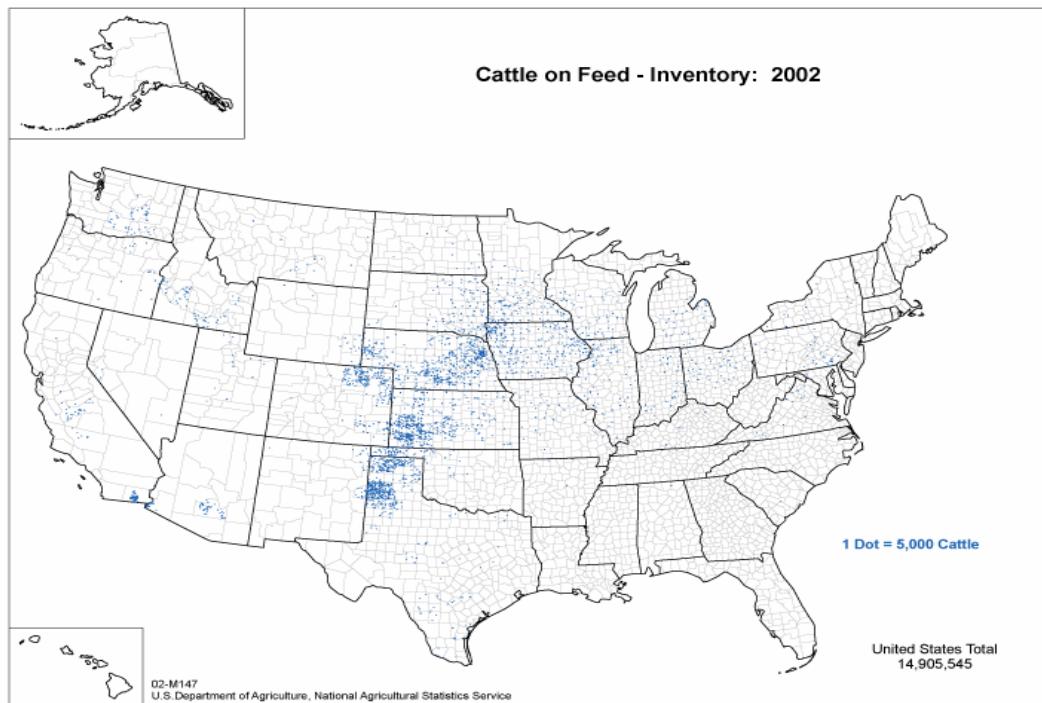 Cattle on Feed - Inventory: 2002
1 Dot = 5,000 Cattle
United States Total
14,905,545
02-M147
U.S.Department of Agriculture, National Agricultural Statistics Service